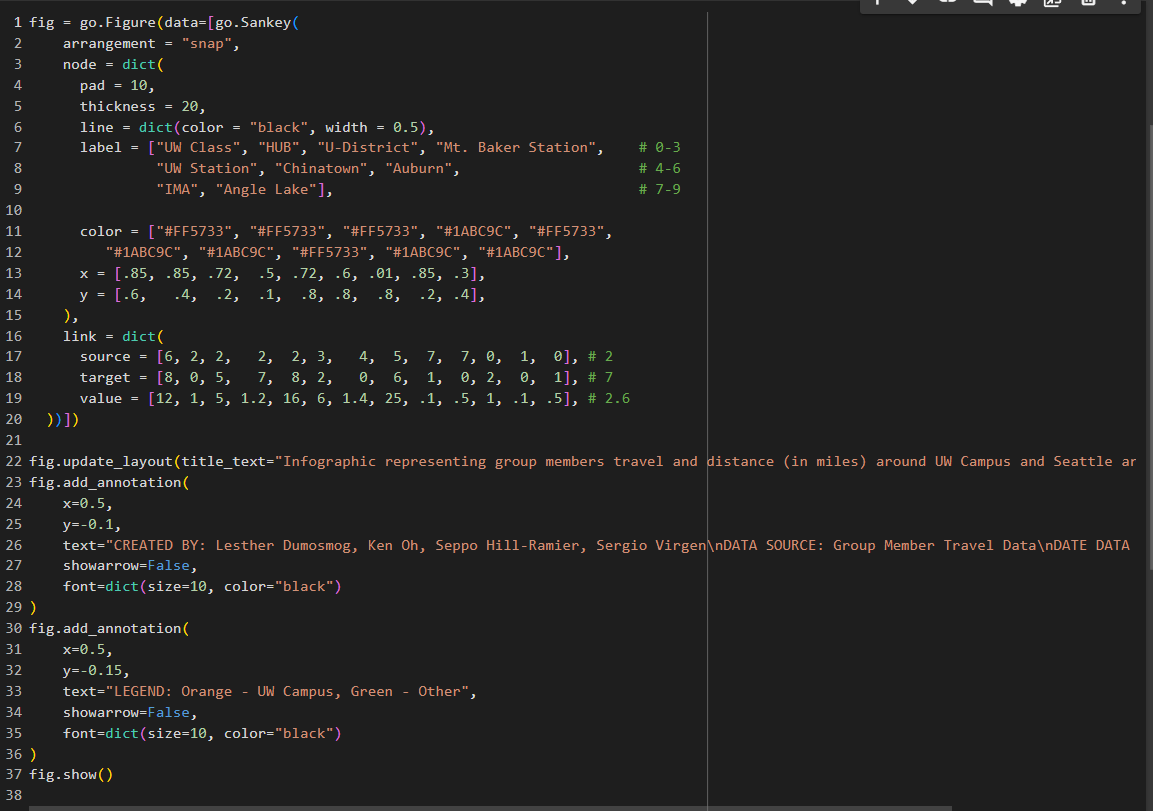 1 fig = go.Figure(data=[go.Sankey(
2     arrangement = "snap",
3     node = dict(
4       pad = 10,
5       thickness = 20,
6       line = dict(color = "black", width = 0.5),
7       label = ["UW Class", "HUB", "U-District", "Mt. Baker Station",    # 0-3
8                "UW Station", "Chinatown", "Auburn",                     # 4-6
9                "IMA", "Angle Lake"],                                    # 7-9
10
11       color = ["#FF5733", "#FF5733", "#FF5733", "#1ABC9C", "#FF5733",
12          "#1ABC9C", "#1ABC9C", "#FF5733", "#1ABC9C", "#1ABC9C"],
13       x = [.85, .85, .72,  .5, .72, .6, .01, .85, .3],
14       y = [.6,   .4,  .2,  .1,  .8, .8,  .8,  .2, .4],
15     ),
16     link = dict(
17       source = [6, 2, 2,   2,  2, 3,   4,  5,  7,  7, 0,  1,  0], # 2
18       target = [8, 0, 5,   7,  8, 2,   0,  6,  1,  0, 2,  0,  1], # 7
19       value = [12, 1, 5, 1.2, 16, 6, 1.4, 25, .1, .5, 1, .1, .5], # 2.6
20   ))])
21
22 fig.update_layout(title_text="Infographic representing group members travel and distance (in miles) around UW Campus and Seattle ar
23 fig.add_annotation(
24     x=0.5,
25     y=-0.1,
26     text="CREATED BY: Lesther Dumosmog, Ken Oh, Seppo Hill-Ramier, Sergio Virgen\nDATA SOURCE: Group Member Travel Data\nDATE DATA
27     showarrow=False,
28     font=dict(size=10, color="black")
29 )
30 fig.add_annotation(
31     x=0.5,
32     y=-0.15,
33     text="LEGEND: Orange - UW Campus, Green - Other",
34     showarrow=False,
35     font=dict(size=10, color="black")
36 )
37 fig.show()
38